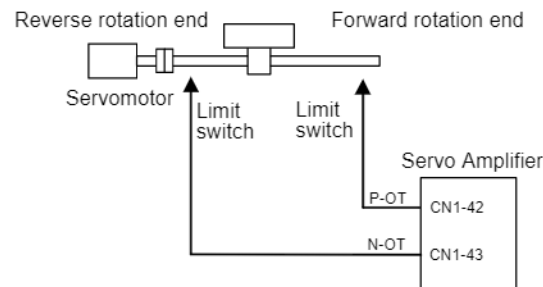 Reverse rotation end
Forward rotation end
Servomotor
Limit
switch
Limit
switch
Servo Amplifier
P-OT
CN1-42
N-OT
CN1-43